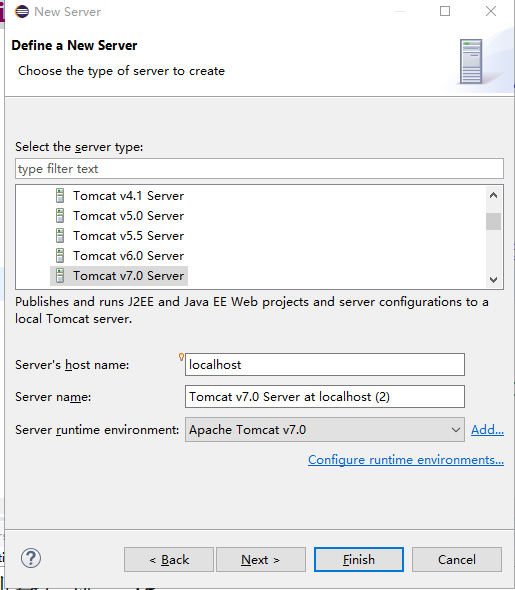 New Server
Define a New Server
Choose the type of server to create
Select the server type:
type filter text
Tomcat v4.1 Server
Tomcat v5.0 Server
Tomcat v5.5 Server
Tomcat v6.0 Server
Tomcat v7.0 Server
Publishes and runs J2EE and Java EE Web projects and server configurations to a
local Tomcat server.
Server's host name: localhost
Server name: Tomcat v7.0 Server at localhost (2)
Server runtime environment: Apache Tomcat v7.0 Add...
Configure runtime environments...
? < Back Next > Finish Cancel